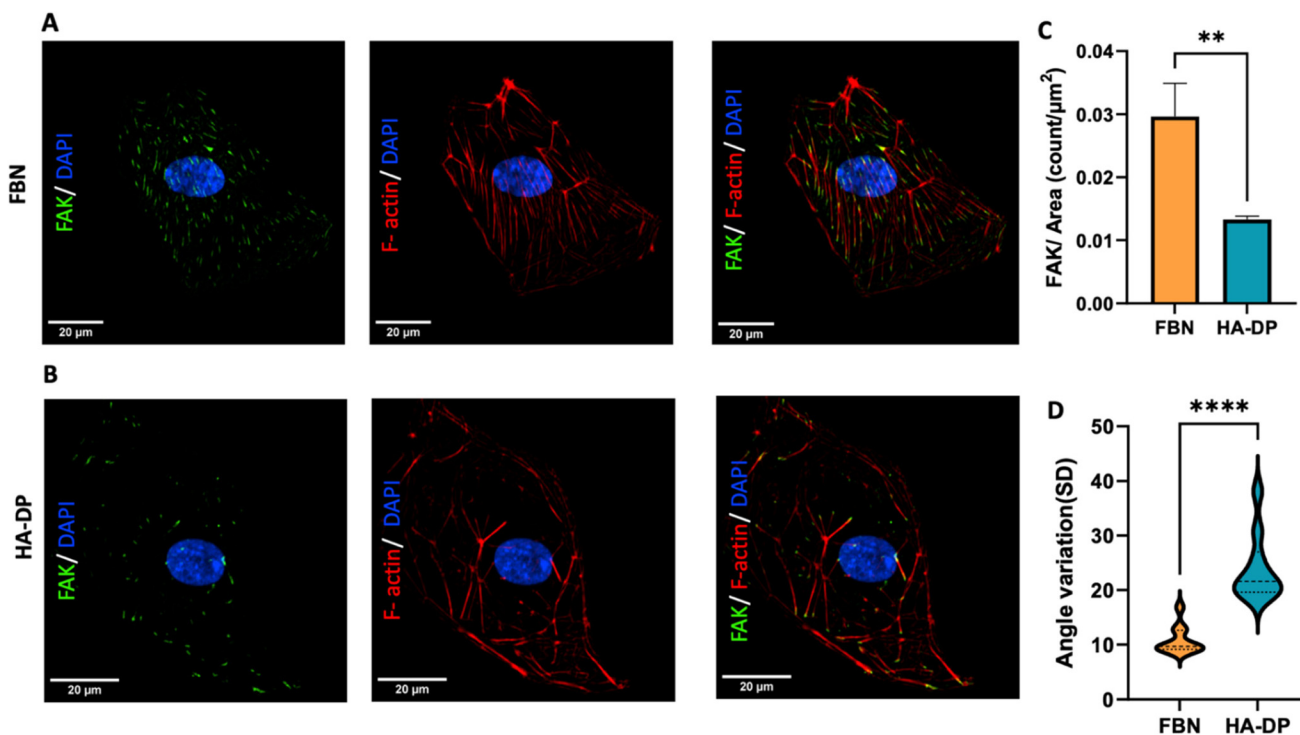 A
FBN
FAK/ DAPI
20 µm
F- actin/ DAPI
20 µm
FAK/ F-actin/ DAPI
20 µm
B
HA-DP
FAK/ DAPI
20 µm
F- actin/ DAPI
20 µm
FAK/ F-actin/ DAPI
20 µm
C
**
FAK/ Area (count/µm²)
0.04
0.03
0.02
0.01
0.00
FBN HA-DP
D
****
Angle variation(SD)
50
40
30
20
10
0
FBN HA-DP